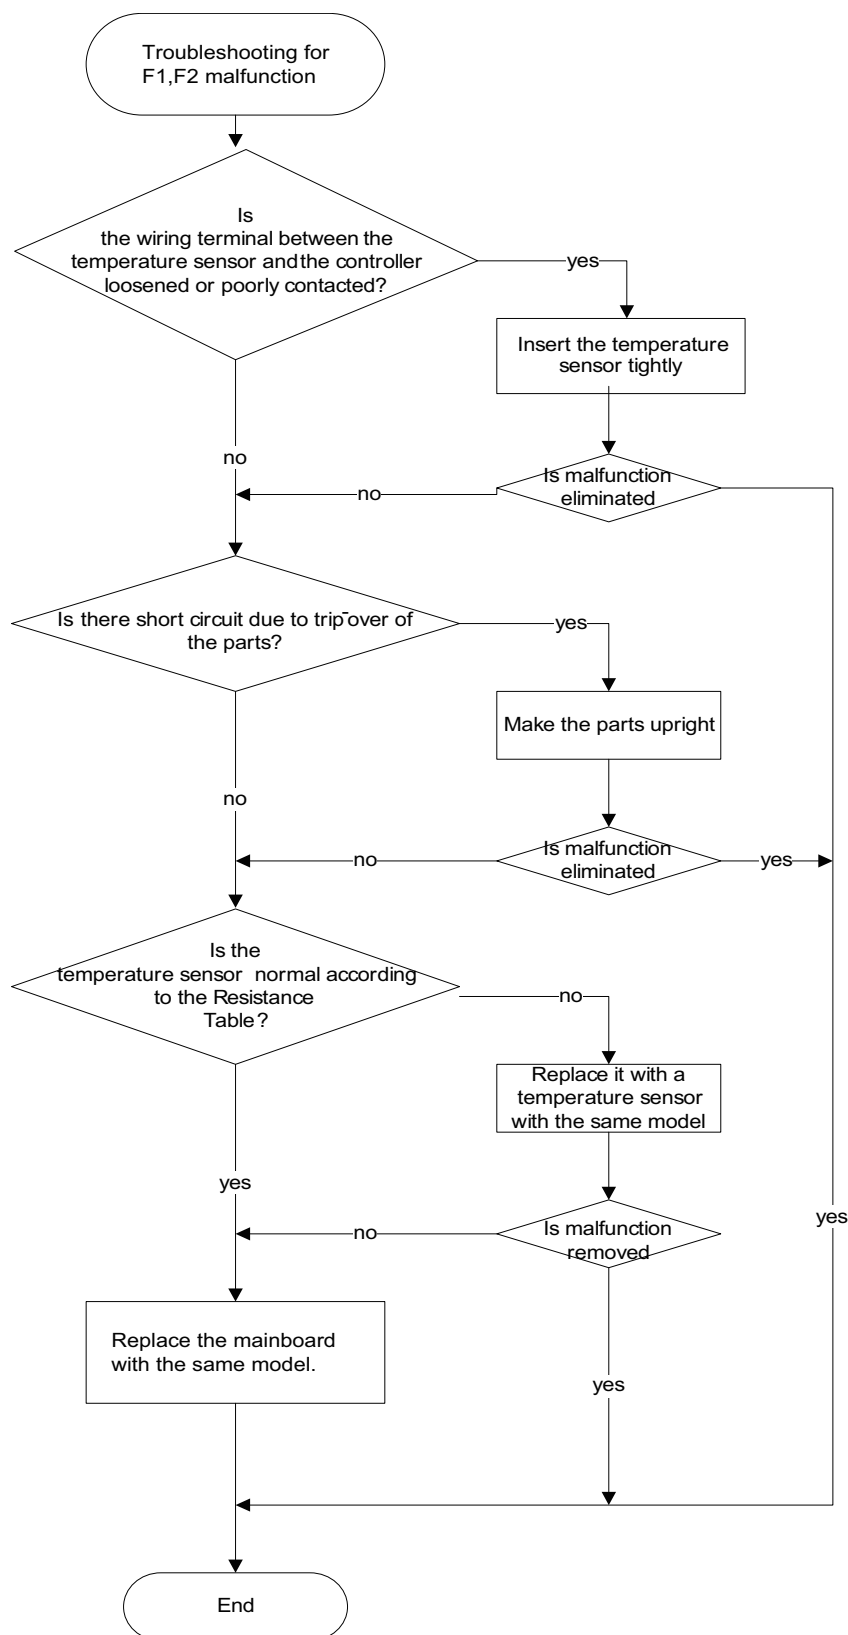 Troubleshooting for
F1,F2 malfunction
Is
the wiring terminal between the
temperature sensor and the controller
loosened or poorly contacted?
yes
Insert the temperature
sensor tightly
no
Is malfunction
eliminated
no
Is there short circuit due to trip-over of
the parts?
yes
Make the parts upright
no
Is malfunction
eliminated
no
yes
Is the
temperature sensor normal according
to the Resistance
Table?
no
Replace it with a
temperature sensor
with the same model
yes
yes
Is malfunction
removed
no
Replace the mainboard
with the same model.
yes
End